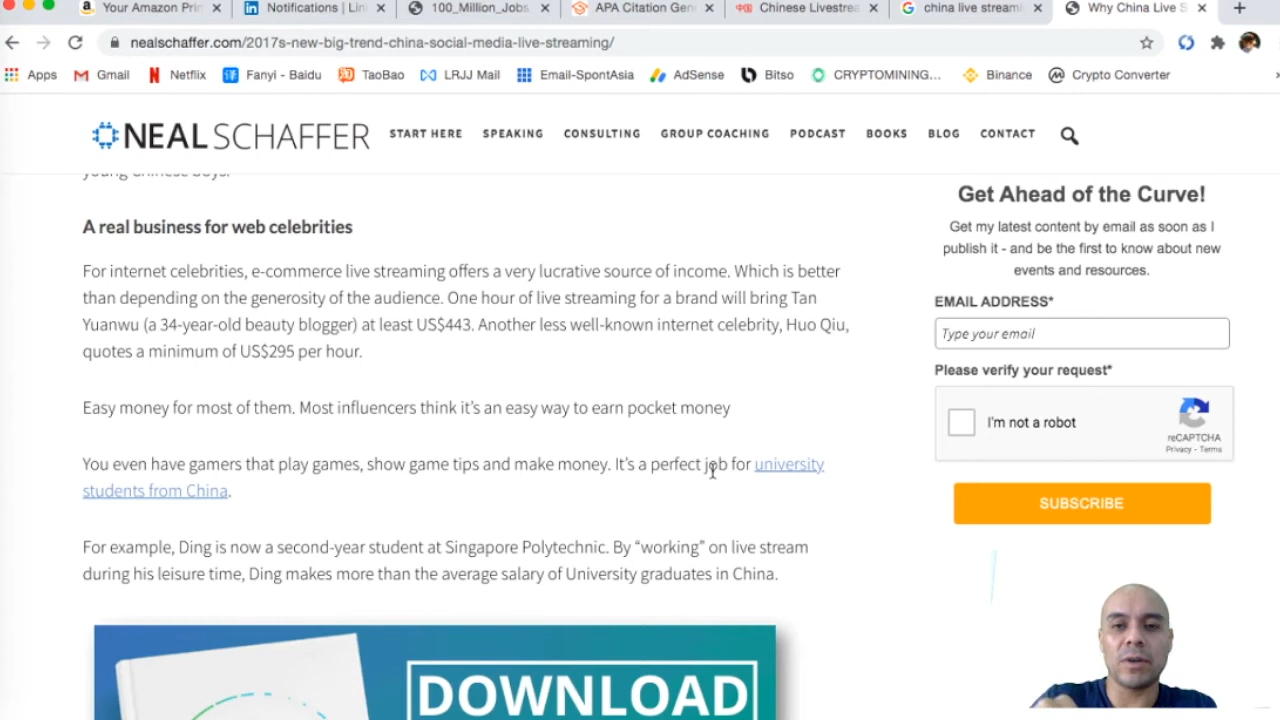 Your Amazon Prin
Notifications | Lin
100_Million_Jobs
APA Citation Gen
Chinese Livestrea
china live streami
Why China Live S
nealschaffer.com/2017s-new-big-trend-china-social-media-live-streaming/
Apps
Gmail
Netflix
Fanyi - Baidu
TaoBao
LRJJ Mail
Email-SpontAsia
AdSense
Bitso
CRYPTOMINING...
Binance
Crypto Converter
NEALSCHAFFER
START HERE
SPEAKING
CONSULTING
GROUP COACHING
PODCAST
BOOKS
BLOG
CONTACT
young Chinese boys.
A real business for web celebrities
For internet celebrities, e-commerce live streaming offers a very lucrative source of income. Which is better
than depending on the generosity of the audience. One hour of live streaming for a brand will bring Tan
Yuanwu (a 34-year-old beauty blogger) at least US$443. Another less well-known internet celebrity, Huo Qiu,
quotes a minimum of US$295 per hour.
Easy money for most of them. Most influencers think it's an easy way to earn pocket money
You even have gamers that play games, show game tips and make money. It's a perfect job for university
students from China.
For example, Ding is now a second-year student at Singapore Polytechnic. By “working” on live stream
during his leisure time, Ding makes more than the average salary of University graduates in China.
DOWNLOAD
Get Ahead of the Curve!
Get my latest content by email as soon as I
publish it - and be the first to know about new
events and resources.
EMAIL ADDRESS*
Type your email
Please verify your request*
I'm not a robot
reCAPTCHA
Privacy - Terms
SUBSCRIBE